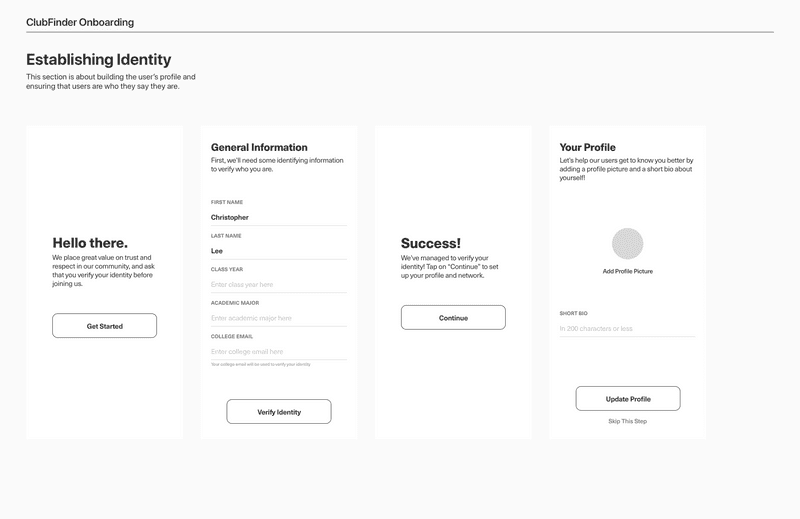 ClubFinder Onboarding
Establishing Identity
This section is about building the user's profile and
ensuring that users are who they say they are.
Hello there.
We place great value on trust and
respect in our community, and ask
that you verify your identity before
joining us.
Get Started
General Information
First, we'll need some identifying information
to verify who you are.
FIRST NAME
Christopher
LAST NAME
Lee
CLASS YEAR
Enter class year here
ACADEMIC MAJOR
Enter academic major here
COLLEGE EMAIL
Enter college email here
Your college email will be used to verify your identity.
Verify Identity
Success!
We've managed to verify your
identity! Tap on "Continue" to set
up your profile and network.
Continue
Your Profile
Let's help our users get to know you better by
adding a profile picture and a short bio about
yourself!
Add Profile Picture
SHORT BIO
In 200 characters or less
Update Profile
Skip This Step